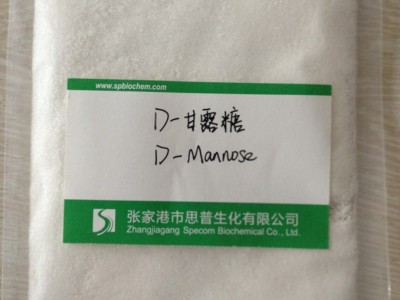 www.spbiochem.com
D-甘露糖
D-Mannose
张家港市思普生化有限公司
Zhangjiagang Specom Biochemical Co., Ltd.